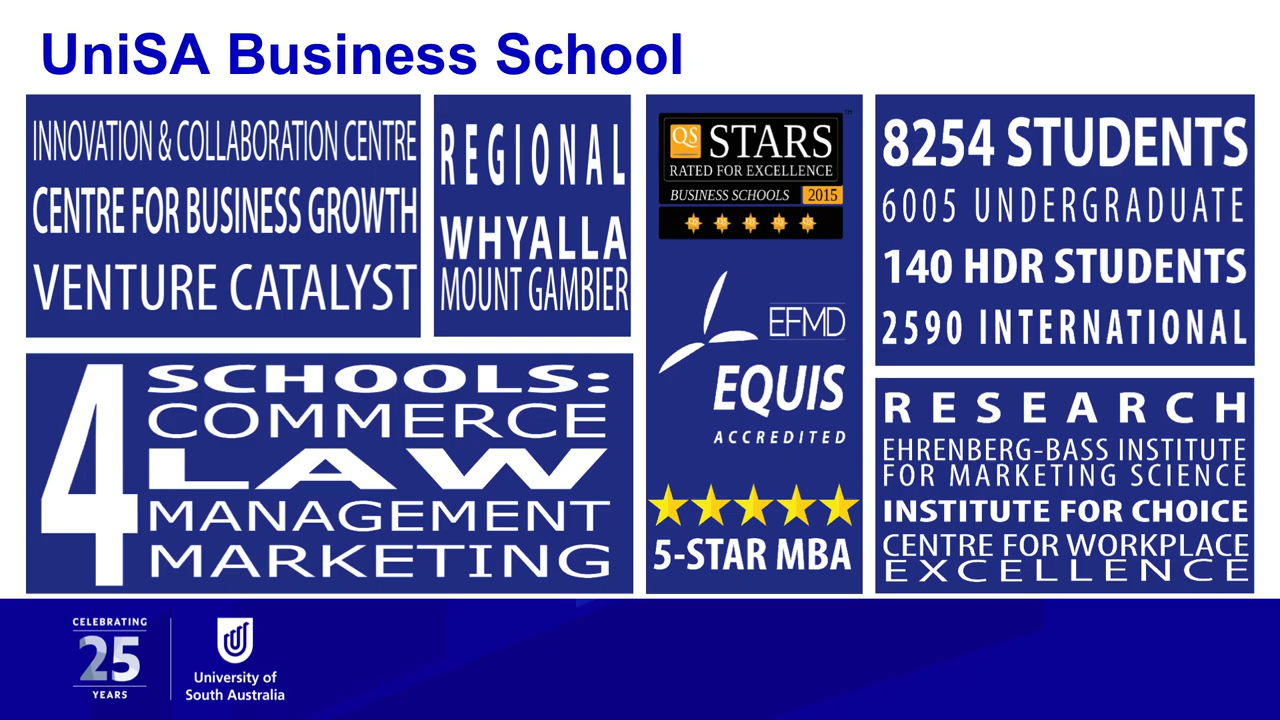 UniSA Business School
INNOVATION & COLLABORATION CENTRE
CENTRE FOR BUSINESS GROWTH
VENTURE CATALYST
REGIONAL
WHYALLA
MOUNT GAMBIER
QS STARS
RATED FOR EXCELLENCE
BUSINESS SCHOOLS 2015
EFMD
EQUIS
ACCREDITED
5-STAR MBA
8254 STUDENTS
6005 UNDERGRADUATE
140 HDR STUDENTS
2590 INTERNATIONAL
4 SCHOOLS:
COMMERCE
LAW
MANAGEMENT
MARKETING
RESEARCH
EHRENBERG-BASS INSTITUTE
FOR MARKETING SCIENCE
INSTITUTE FOR CHOICE
CENTRE FOR WORKPLACE
EXCELLENCE
CELEBRATING
25
YEARS
University of
South Australia